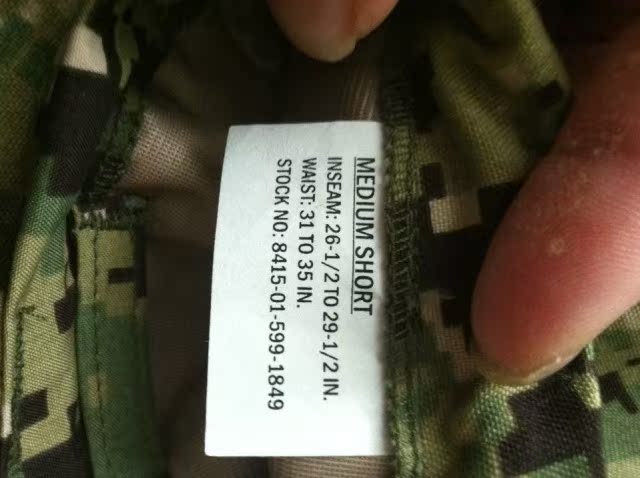 MEDIUM SHORT
INSEAM: 26-1/2 TO 29-1/2 IN.
WAIST: 31 TO 35 IN.
STOCK NO: 8415-01-599-1849